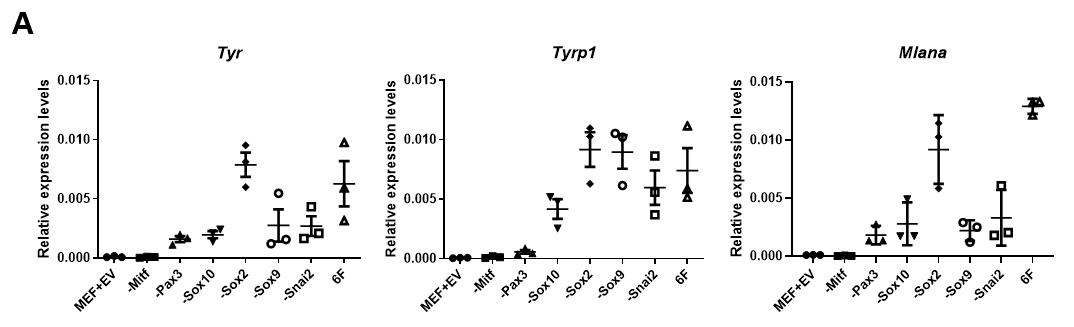 A
Tyr
Tyrp1
Mlana
Relative expression levels
0.015
0.010
0.005
0.000
MEF+EV
-Mitf
-Pax3
-Sox10
-Sox2
-Sox9
-Snai2
6F
Relative expression levels
0.015
0.010
0.005
0.000
MEF+EV
-Mitf
-Pax3
-Sox10
-Sox2
-Sox9
-Snai2
6F
Relative expression levels
0.015
0.010
0.005
0.000
MEF+EV
-Mitf
-Pax3
-Sox10
-Sox2
-Sox9
-Snai2
6F